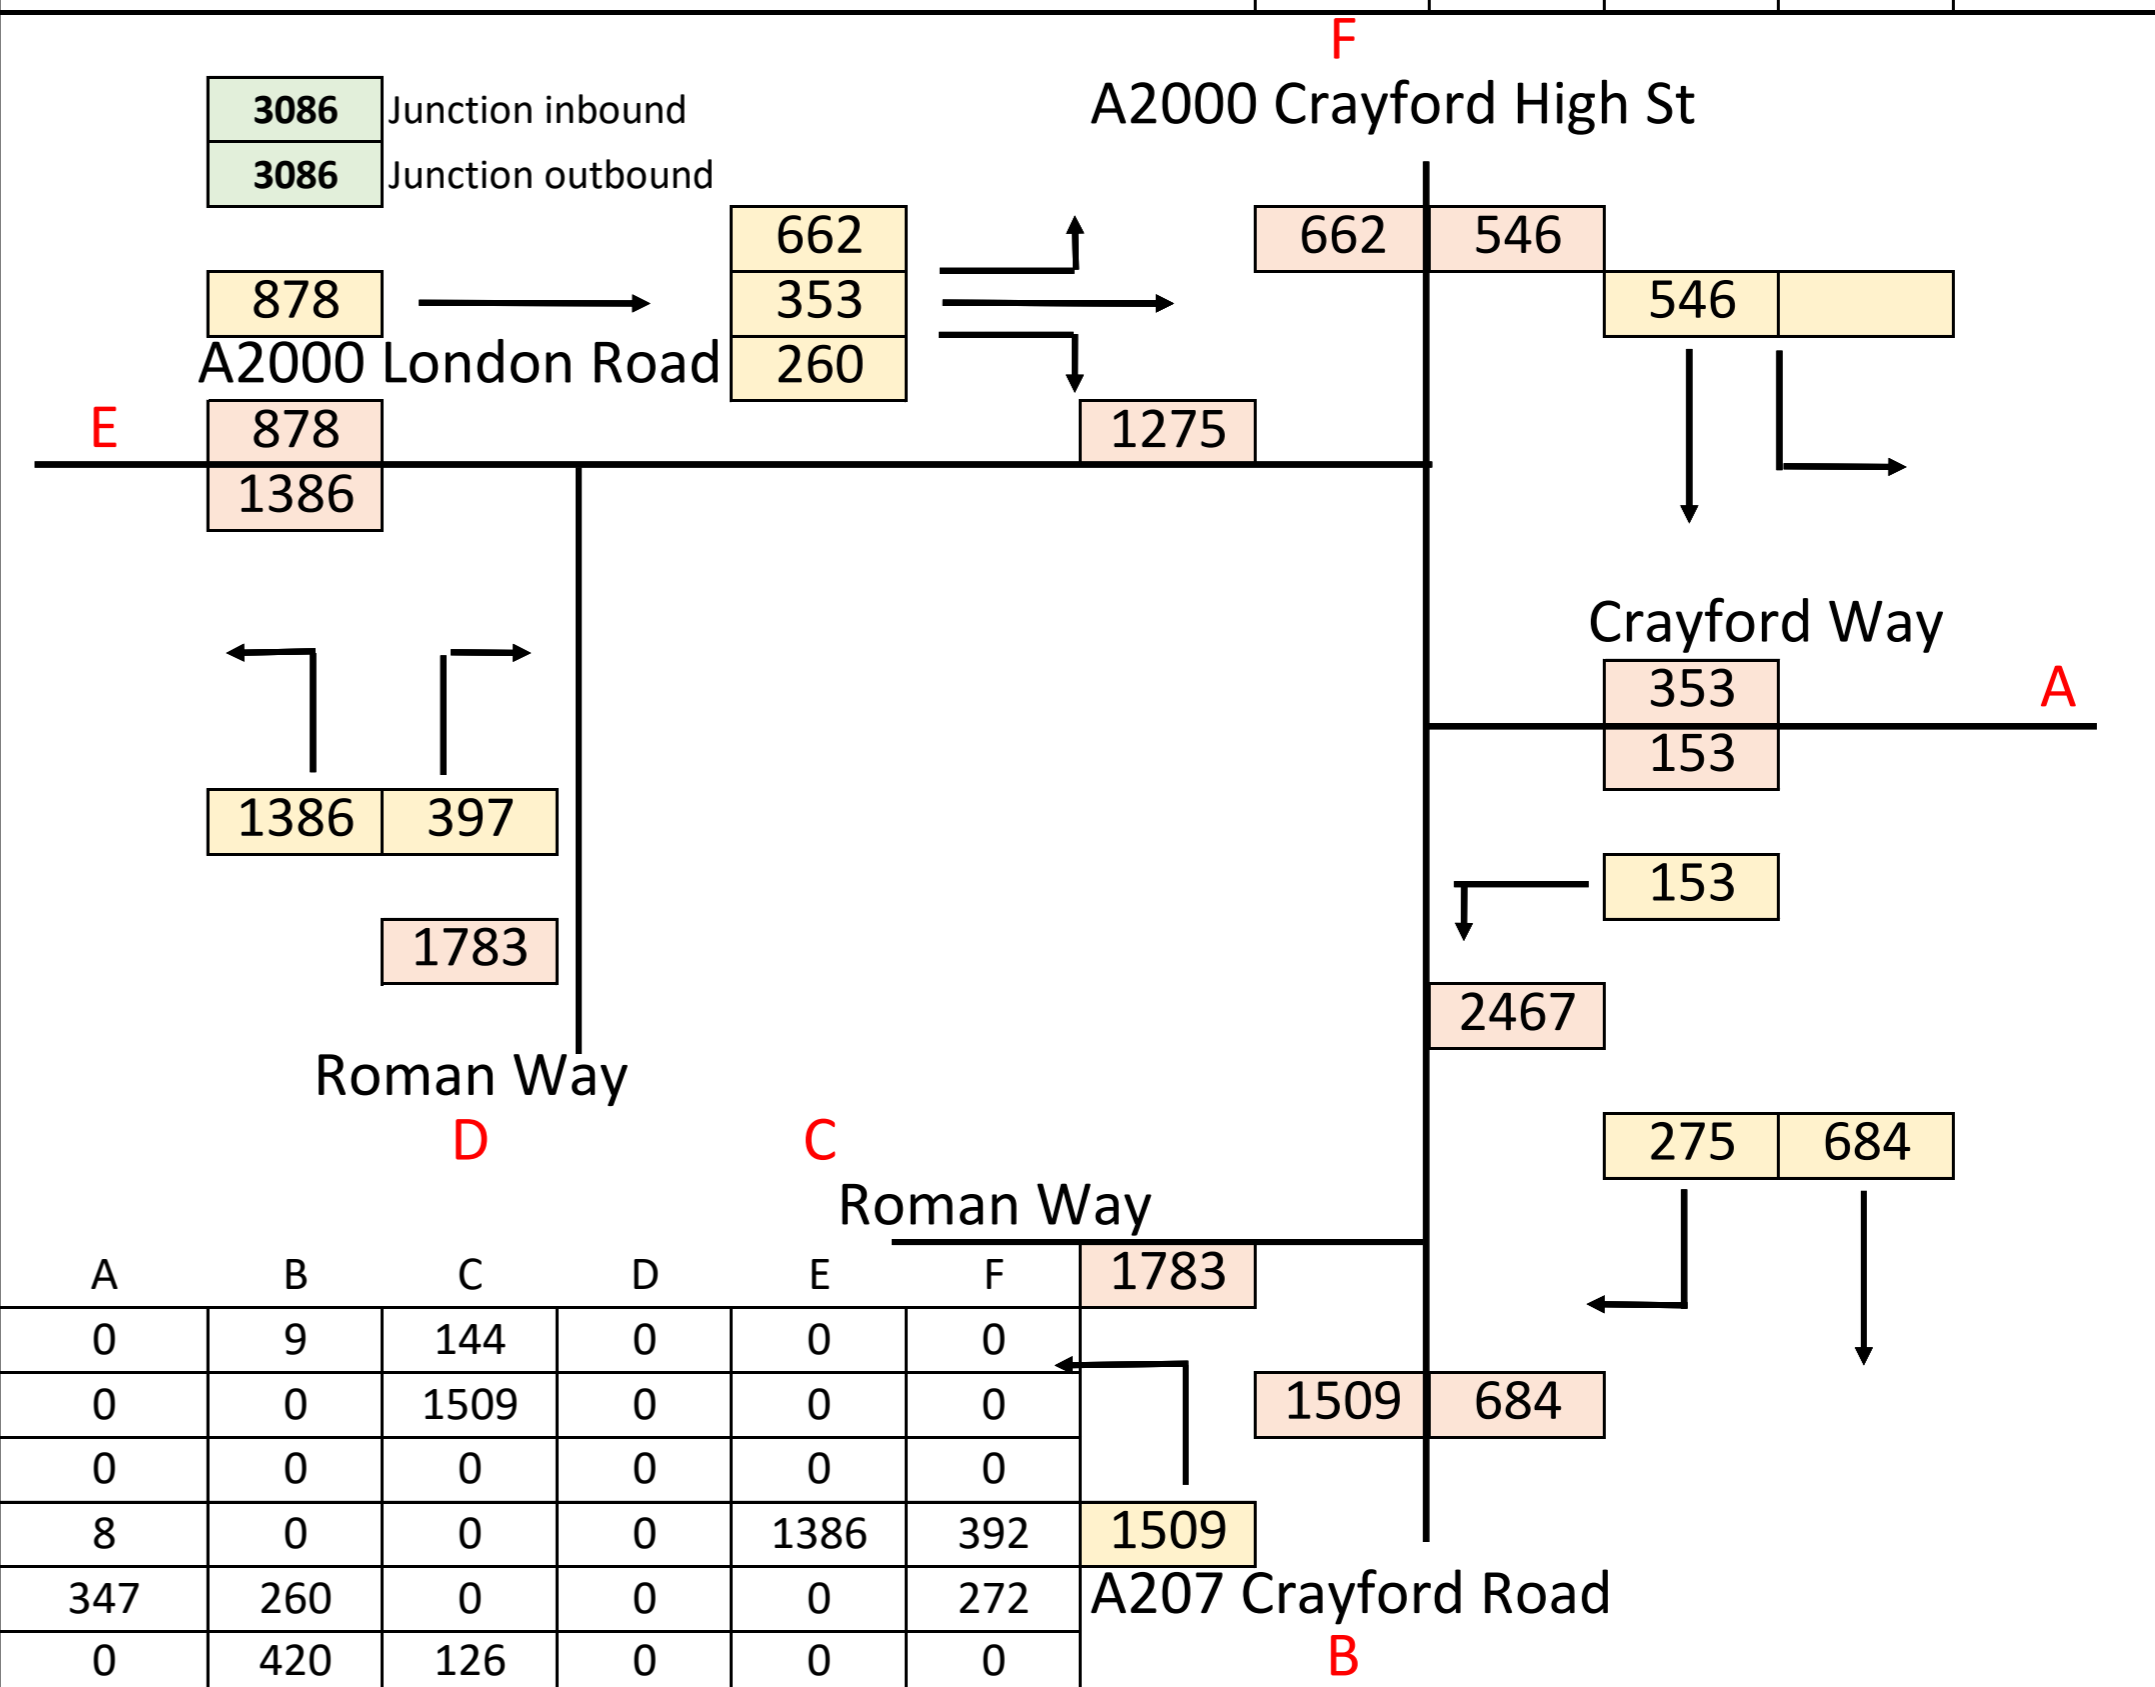 F
A2000 Crayford High St
3086 Junction inbound
3086 Junction outbound
662
662 546
878
353
546
A2000 London Road
260
E
878
1275
1386
Crayford Way
353
A
153
1386 397
153
1783
2467
Roman Way
D
C
275 684
Roman Way
A B C D E F
1783
0 9 144 0 0 0
0 0 1509 0 0 0
1509 684
0 0 0 0 0 0
8 0 0 0 1386 392
1509
347 260 0 0 0 272
A207 Crayford Road
0 420 126 0 0 0
B